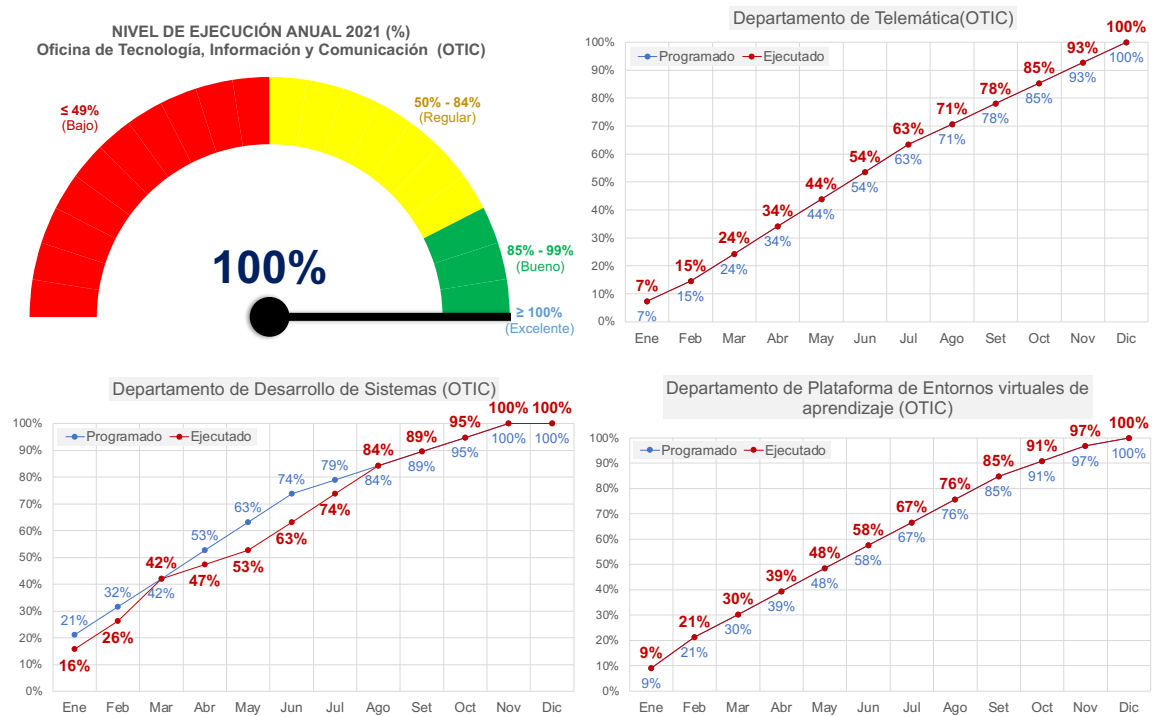 NIVEL DE EJECUCIÓN ANUAL 2021 (%)
Oficina de Tecnología, Información y Comunicación (OTIC)
≤ 49%
(Bajo)
50% - 84%
(Regular)
85% - 99%
(Bueno)
≥ 100%
(Excelente)
100%
Departamento de Telemática(OTIC)
Programado Ejecutado
100%
90%
80%
70%
60%
50%
40%
30%
20%
10%
0%
7% 15% 24% 34% 44% 54% 63% 71% 78% 85% 93% 100%
7% 15% 24% 34% 44% 54% 63% 71% 78% 85% 93% 100%
Ene Feb Mar Abr May Jun Jul Ago Set Oct Nov Dic
Departamento de Desarrollo de Sistemas (OTIC)
Programado Ejecutado
100%
90%
80%
70%
60%
50%
40%
30%
20%
10%
0%
21% 32% 42% 53% 63% 74% 79% 84% 89% 95% 100% 100%
16% 26% 42% 47% 53% 63% 74% 84% 89% 95% 100% 100%
Ene Feb Mar Abr May Jun Jul Ago Set Oct Nov Dic
Departamento de Plataforma de Entornos virtuales de
aprendizaje (OTIC)
Programado Ejecutado
100%
90%
80%
70%
60%
50%
40%
30%
20%
10%
0%
9% 21% 30% 39% 48% 58% 67% 76% 85% 91% 97% 100%
9% 21% 30% 39% 48% 58% 67% 76% 85% 91% 97% 100%
Ene Feb Mar Abr May Jun Jul Ago Set Oct Nov Dic